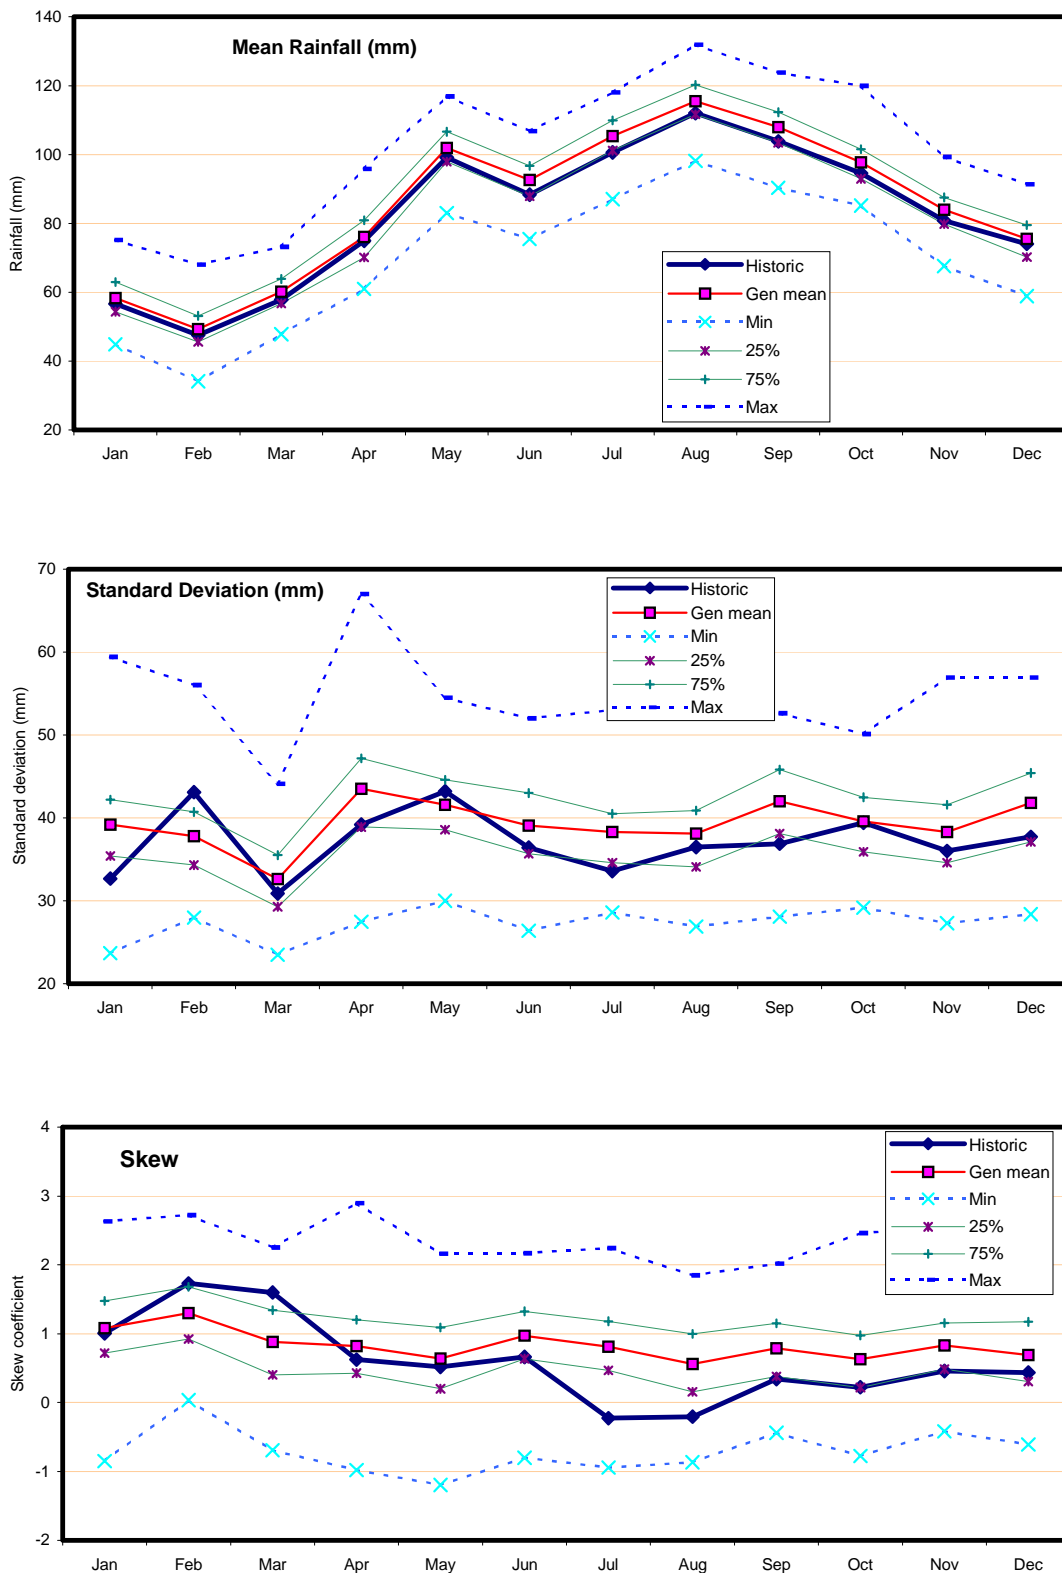 Mean Rainfall (mm)
Rainfall (mm)
140
120
100
80
60
40
20
Historic
Gen mean
Min
25%
75%
Max
Jan Feb Mar Apr May Jun Jul Aug Sep Oct Nov Dec
Standard Deviation (mm)
Standard deviation (mm)
70
60
50
40
30
20
Historic
Gen mean
Min
25%
75%
Max
Jan Feb Mar Apr May Jun Jul Aug Sep Oct Nov Dec
Skew
Skew coefficient
4
3
2
1
0
-1
-2
Historic
Gen mean
Min
25%
75%
Max
Jan Feb Mar Apr May Jun Jul Aug Sep Oct Nov Dec